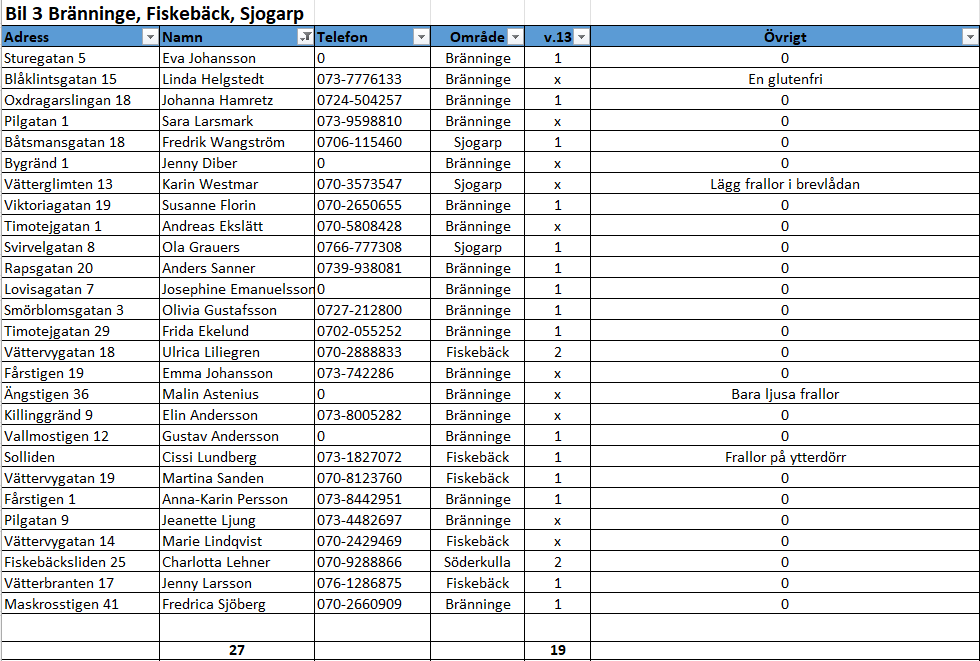 Bil 3 Bränninge, Fiskebäck, Sjogarp
Adress Namn Telefon Område v.13 Övrigt
Sturegatan 5 Eva Johansson 0 Bränninge 1 0
Blåklintsgatan 15 Linda Helgstedt 073-7776133 Bränninge x En glutenfri
Oxdragarslingan 18 Johanna Hamretz 0724-504257 Bränninge 1 0
Pilgatan 1 Sara Larsmark 073-9598810 Bränninge x 0
Båtsmansgatan 18 Fredrik Wangström 0706-115460 Sjogarp 1 0
Bygränd 1 Jenny Diber 0 Bränninge x 0
Vätterglimten 13 Karin Westmar 070-3573547 Sjogarp x Lägg frallor i brevlådan
Viktoriagatan 19 Susanne Florin 070-2650655 Bränninge 1 0
Timotejgatan 1 Andreas Ekslätt 070-5808428 Bränninge x 0
Svirvelgatan 8 Ola Grauers 0766-777308 Sjogarp 1 0
Rapsgatan 20 Anders Sanner 0739-938081 Bränninge 1 0
Lovisagatan 7 Josephine Emanuelsson 0 Bränninge 1 0
Smörblomsgatan 3 Olivia Gustafsson 0727-212800 Bränninge 1 0
Timotejgatan 29 Frida Ekelund 0702-055252 Bränninge 1 0
Vättervygatan 18 Ulrica Liliegren 070-2888833 Fiskebäck 2 0
Fårstigen 19 Emma Johansson 073-742286 Bränninge x 0
Ängstigen 36 Malin Astenius 0 Bränninge x Bara ljusa frallor
Killinggränd 9 Elin Andersson 073-8005282 Bränninge x 0
Vallmostigen 12 Gustav Andersson 0 Bränninge 1 0
Solliden Cissi Lundberg 073-1827072 Fiskebäck 1 Frallor på ytterdörr
Vättervygatan 19 Martina Sanden 070-8123760 Fiskebäck 1 0
Fårstigen 1 Anna-Karin Persson 073-8442951 Bränninge 1 0
Pilgatan 9 Jeanette Ljung 073-4482697 Bränninge x 0
Vättervygatan 14 Marie Lindqvist 070-2429469 Fiskebäck x 0
Fiskebäcksliden 25 Charlotta Lehner 070-9288866 Söderkulla 2 0
Vätterbranten 17 Jenny Larsson 076-1286875 Fiskebäck 1 0
Maskrosstigen 41 Fredrica Sjöberg 070-2660909 Bränninge 1 0
27 19